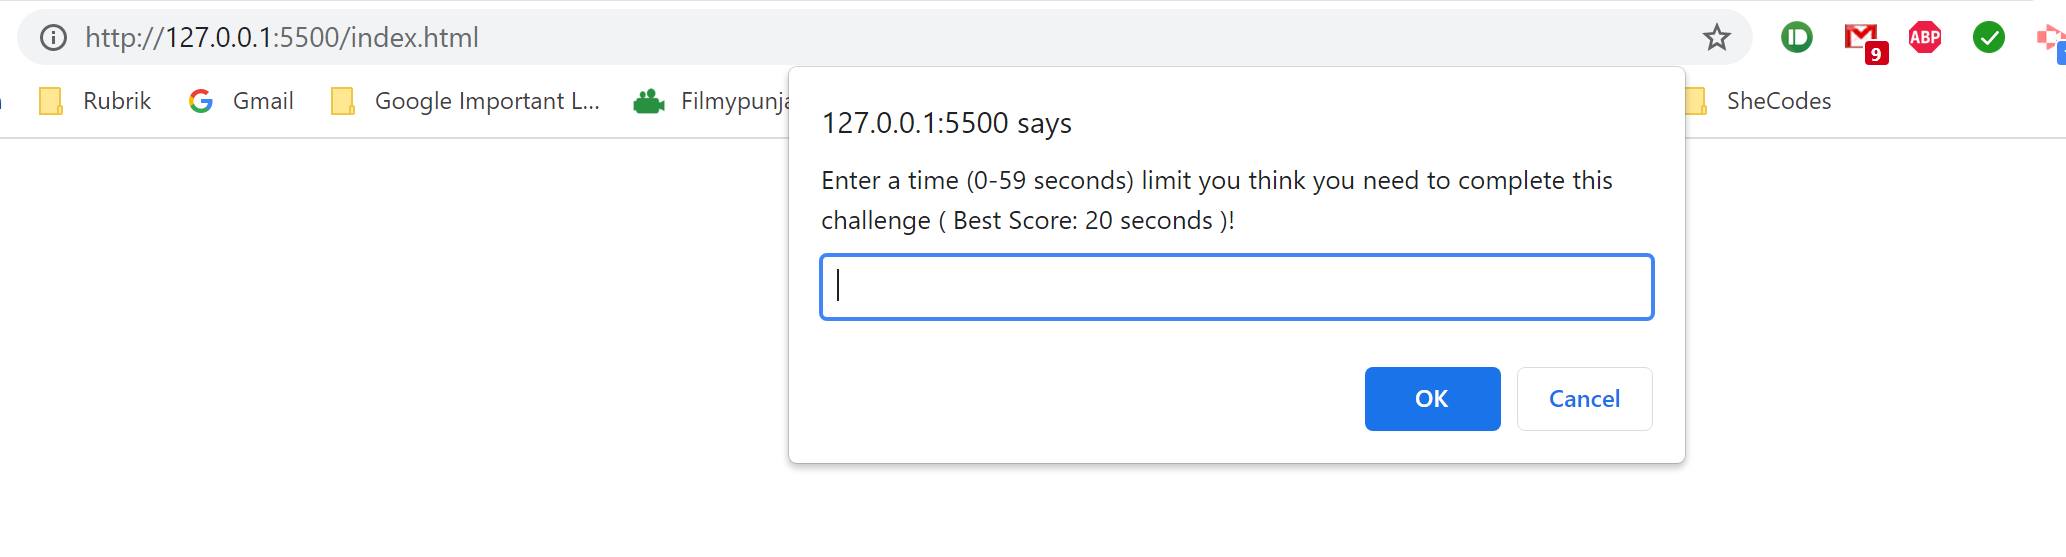 http://127.0.0.1:5500/index.html
ABP
9
Rubrik
Gmail
Google Important L...
SheCodes
127.0.0.1:5500 says
Enter a time (0-59 seconds) limit you think you need to complete this
challenge ( Best Score: 20 seconds )!
OK
Cancel